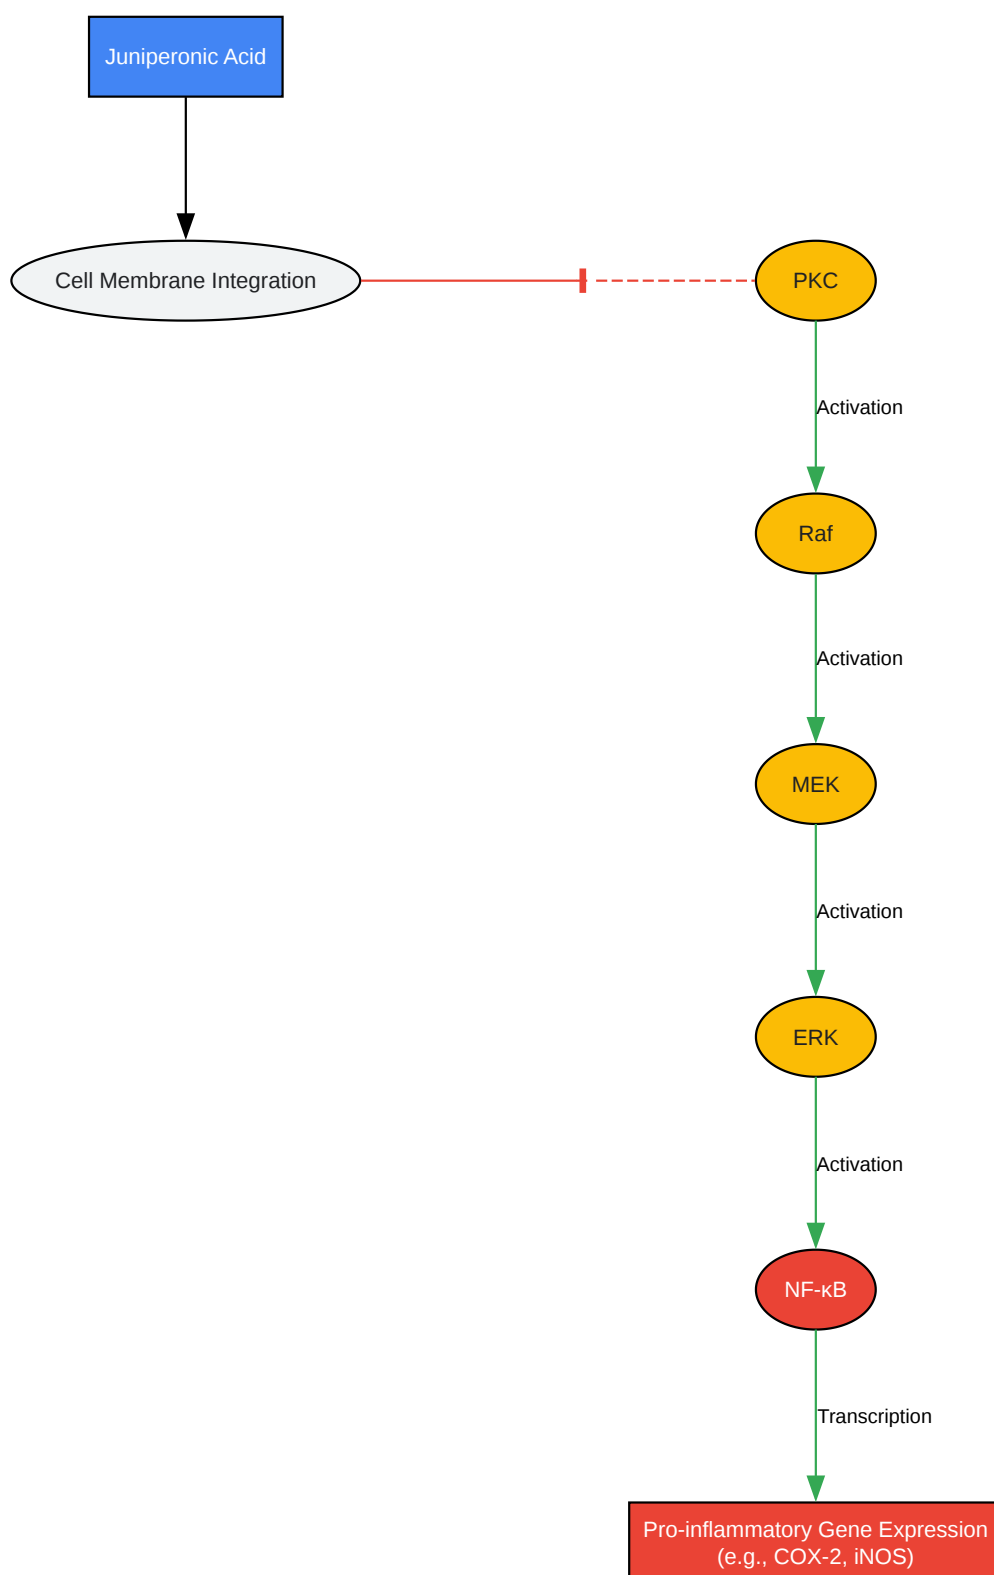 Juniperonic Acid
Cell Membrane Integration
PKC
Activation
Raf
Activation
MEK
Activation
ERK
Activation
NF-κB
Transcription
Pro-inflammatory Gene Expression
(e.g., COX-2, iNOS)